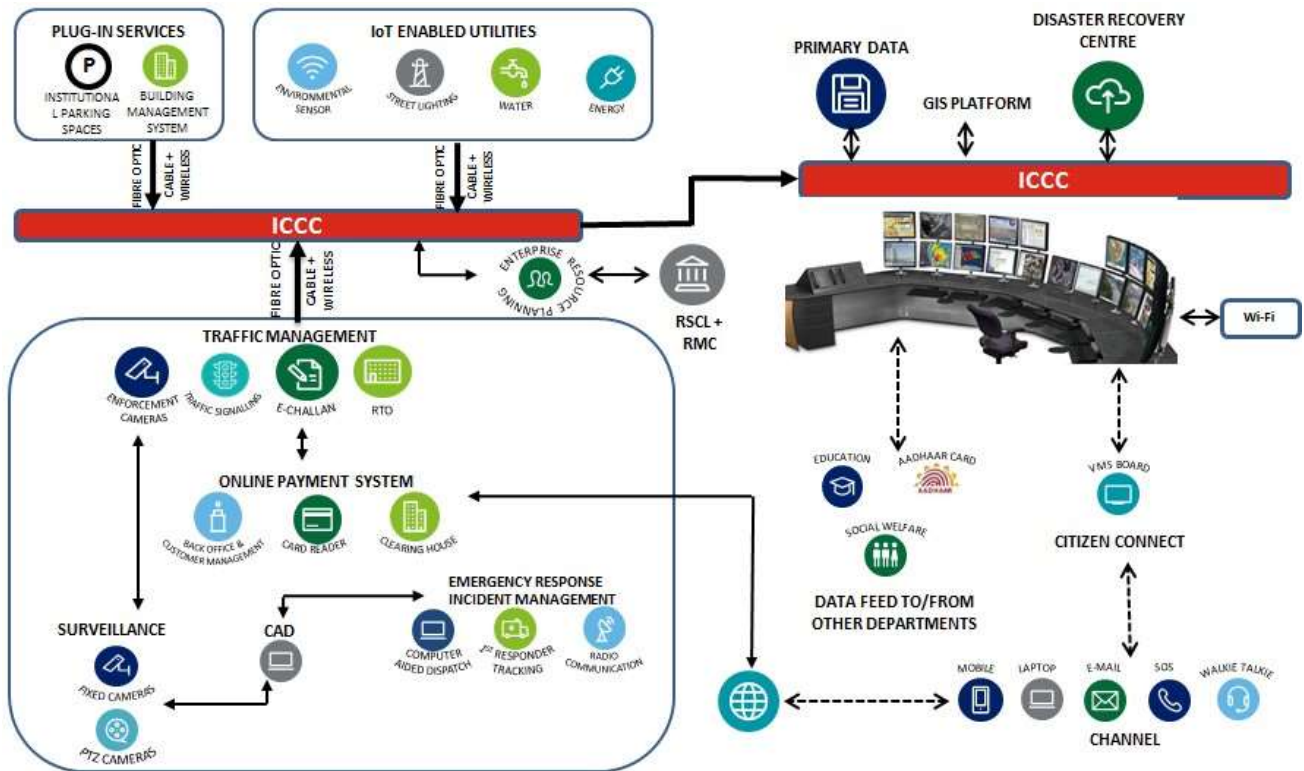 PLUG-IN SERVICES
P
INSTITUTIONA
L PARKING
SPACES
BUILDING
MANAGEMENT
SYSTEM
IoT ENABLED UTILITIES
ENVIRONMENTAL
SENSOR
STREET LIGHTING
WATER
ENERGY
PRIMARY DATA
GIS PLATFORM
DISASTER RECOVERY
CENTRE
FIBRE OPTIC
CABLE +
WIRELESS
FIBRE OPTIC
CABLE +
WIRELESS
ICCC
ICCC
FIBRE OPTIC
CABLE +
WIRELESS
ENTERPRISE RESOURCE PLANNING
RSCL +
RMC
Wi-Fi
TRAFFIC MANAGEMENT
ENFORCEMENT
CAMERAS
TRAFFIC SIGNALLING
E-CHALLAN
RTO
ONLINE PAYMENT SYSTEM
BACK OFFICE &
CUSTOMER MANAGEMENT
CARD READER
CLEARING HOUSE
EMERGENCY RESPONSE
INCIDENT MANAGEMENT
COMPUTER
AIDED DISPATCH
1ST RESPONDER
TRACKING
RADIO
COMMUNICATION
SURVEILLANCE
FIXED CAMERAS
PTZ CAMERAS
CAD
EDUCATION
AADHAAR CARD
AADHAAR
SOCIAL WELFARE
DATA FEED TO/FROM
OTHER DEPARTMENTS
VMS BOARD
CITIZEN CONNECT
MOBILE
LAPTOP
E-MAIL
SOS
WALKIE TALKIE
CHANNEL